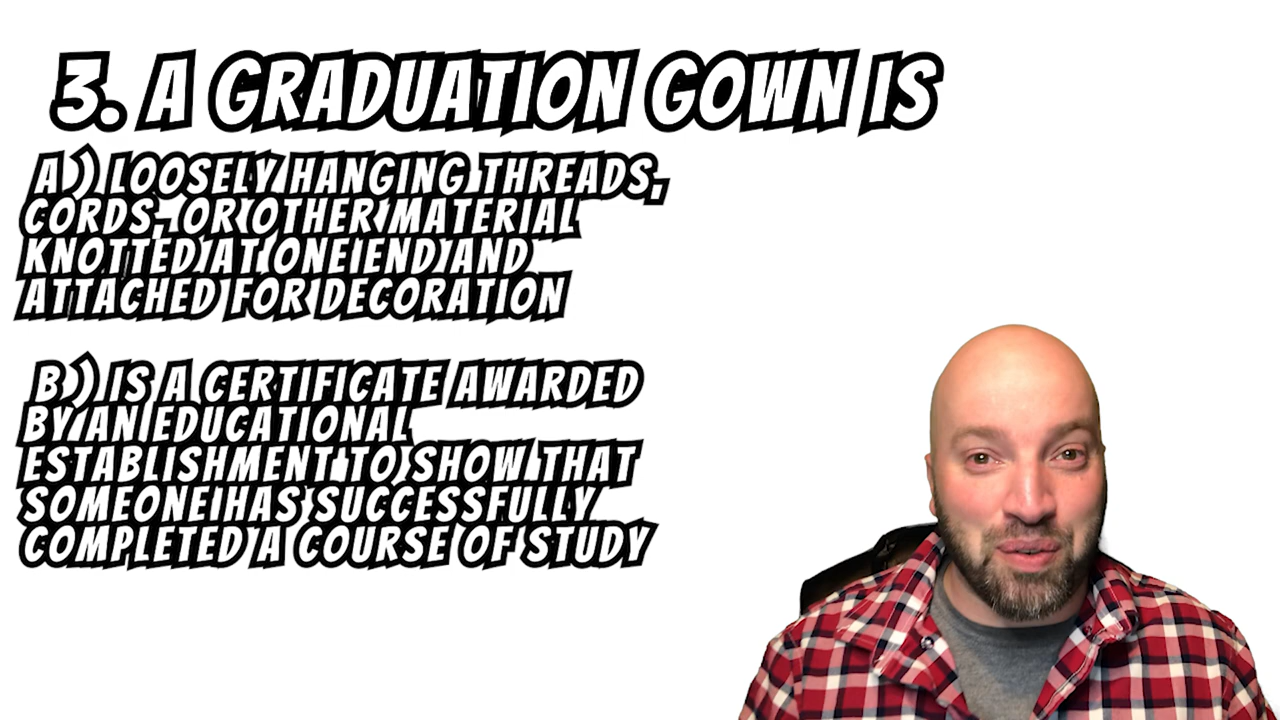 3. A GRADUATION GOWN IS
A) LOOSELY HANGING THREADS,
CORDS, OR OTHER MATERIAL
KNOTTED AT ONE END AND
ATTACHED FOR DECORATION
B) IS A CERTIFICATE AWARDED
BY AN EDUCATIONAL
ESTABLISHMENT TO SHOW THAT
SOMEONE HAS SUCCESSFULLY
COMPLETED A COURSE OF STUDY